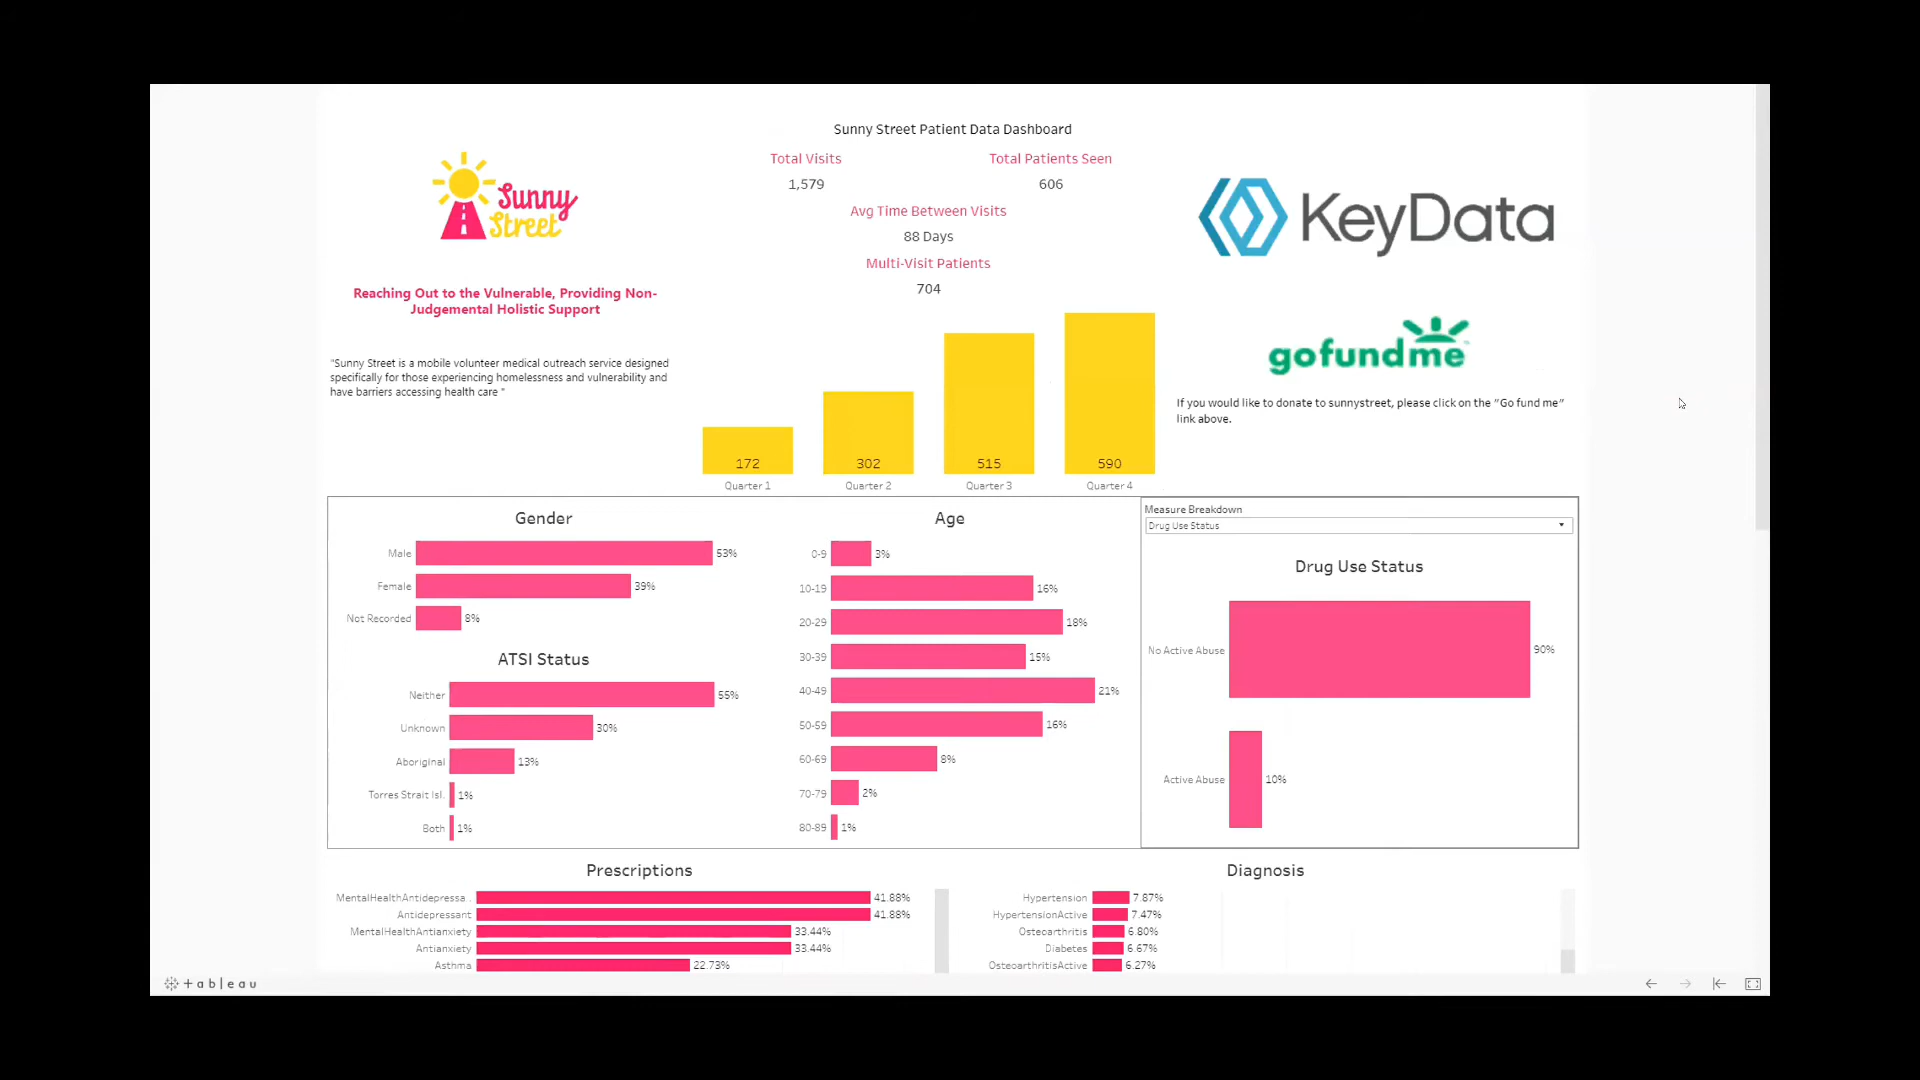 Sunny Street Patient Data Dashboard
Total Visits
Total Patients Seen
1,579
606
Avg Time Between Visits
88 Days
Multi-Visit Patients
704
Sunny
Street
Reaching Out to the Vulnerable, Providing Non-
Judgemental Holistic Support
"Sunny Street is a mobile volunteer medical outreach service designed
specifically for those experiencing homelessness and vulnerability and
have barriers accessing health care "
172
302
515
590
Quarter 1
Quarter 2
Quarter 3
Quarter 4
KeyData
gofundme
If you would like to donate to sunnystreet, please click on the "Go fund me"
link above.
Gender
Male 53%
Female 39%
Not Recorded 8%
ATSI Status
Neither 55%
Unknown 30%
Aboriginal 13%
Torres Strait Isl. 1%
Both 1%
Age
0-9 3%
10-19 16%
20-29 18%
30-39 15%
40-49 21%
50-59 16%
60-69 8%
70-79 2%
80-89 1%
Measure Breakdown
Drug Use Status
Drug Use Status
No Active Abuse 90%
Active Abuse 10%
Prescriptions
MentalHealthAntidepressa.. 41.88%
Antidepressant 41.88%
MentalHealthAntianxiety 33.44%
Antianxiety 33.44%
Asthma 22.73%
Diagnosis
Hypertension 7.87%
HypertensionActive 7.47%
Osteoarthritis 6.80%
Diabetes 6.67%
OsteoarthritisActive 6.27%
+ableau